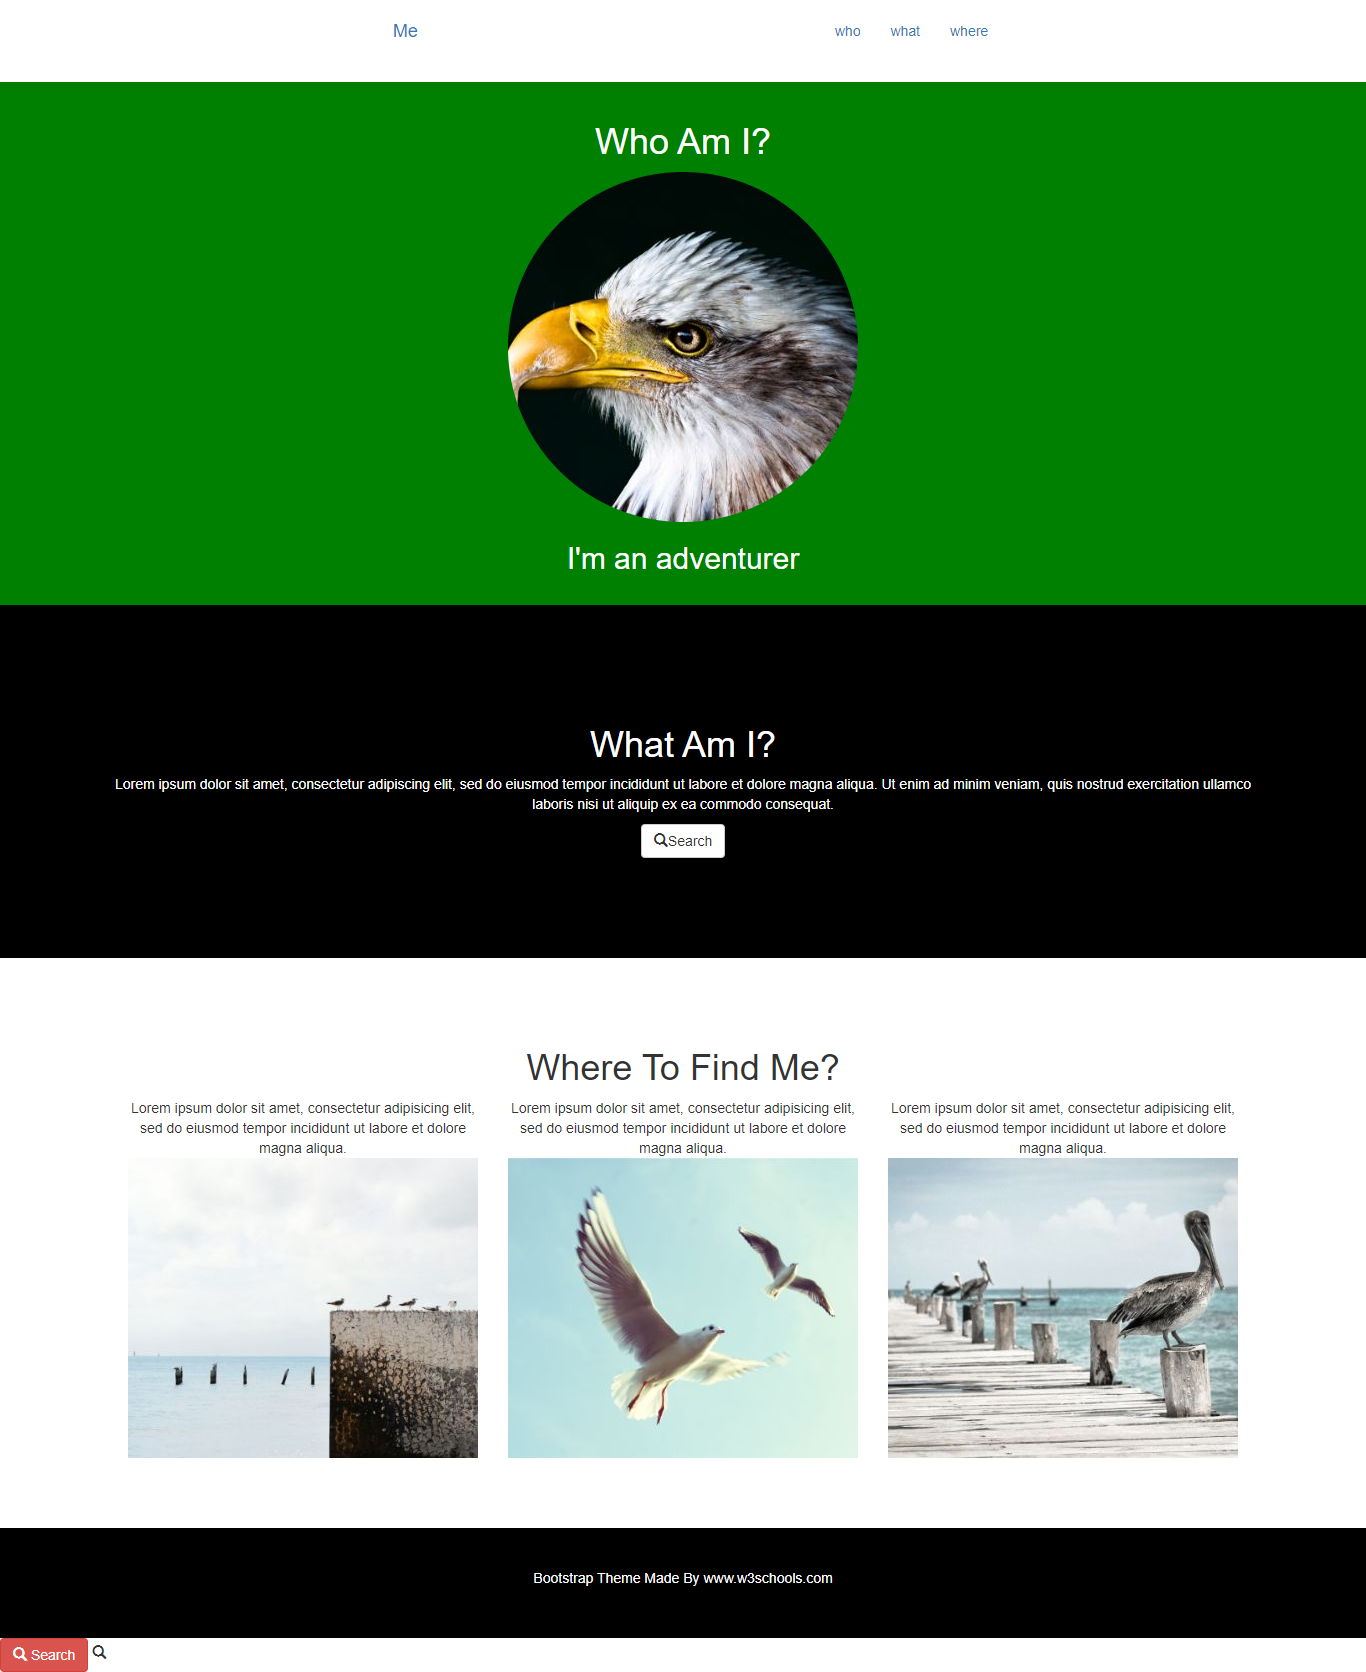 Me
who
what
where
Who Am I?
I'm an adventurer
What Am I?
Lorem ipsum dolor sit amet, consectetur adipiscing elit, sed do eiusmod tempor incididunt ut labore et dolore magna aliqua. Ut enim ad minim veniam, quis nostrud exercitation ullamco
laboris nisi ut aliquip ex ea commodo consequat.
Search
Where To Find Me?
Lorem ipsum dolor sit amet, consectetur adipisicing elit,
sed do eiusmod tempor incididunt ut labore et dolore
magna aliqua.
Lorem ipsum dolor sit amet, consectetur adipisicing elit,
sed do eiusmod tempor incididunt ut labore et dolore
magna aliqua.
Lorem ipsum dolor sit amet, consectetur adipisicing elit,
sed do eiusmod tempor incididunt ut labore et dolore
magna aliqua.
Bootstrap Theme Made By www.w3schools.com
Search